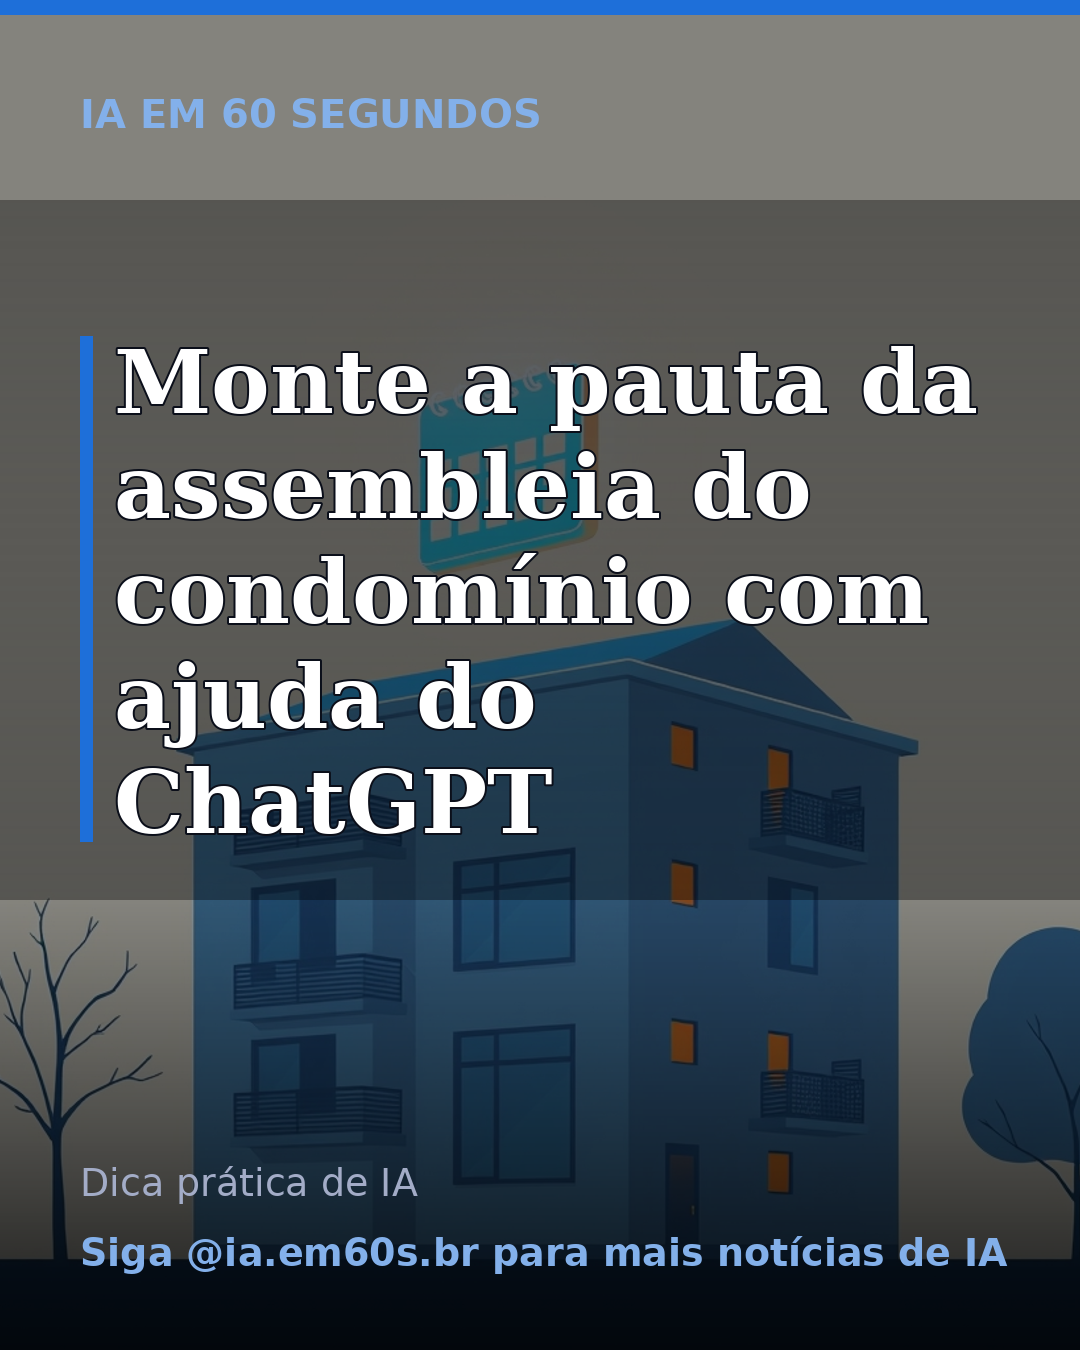 IA EM 60 SEGUNDOS
Monte a pauta da
assembleia do
condomínio com
ajuda do
ChatGPT
Dica prática de IA
Siga @ia.em60s.br para mais notícias de IA